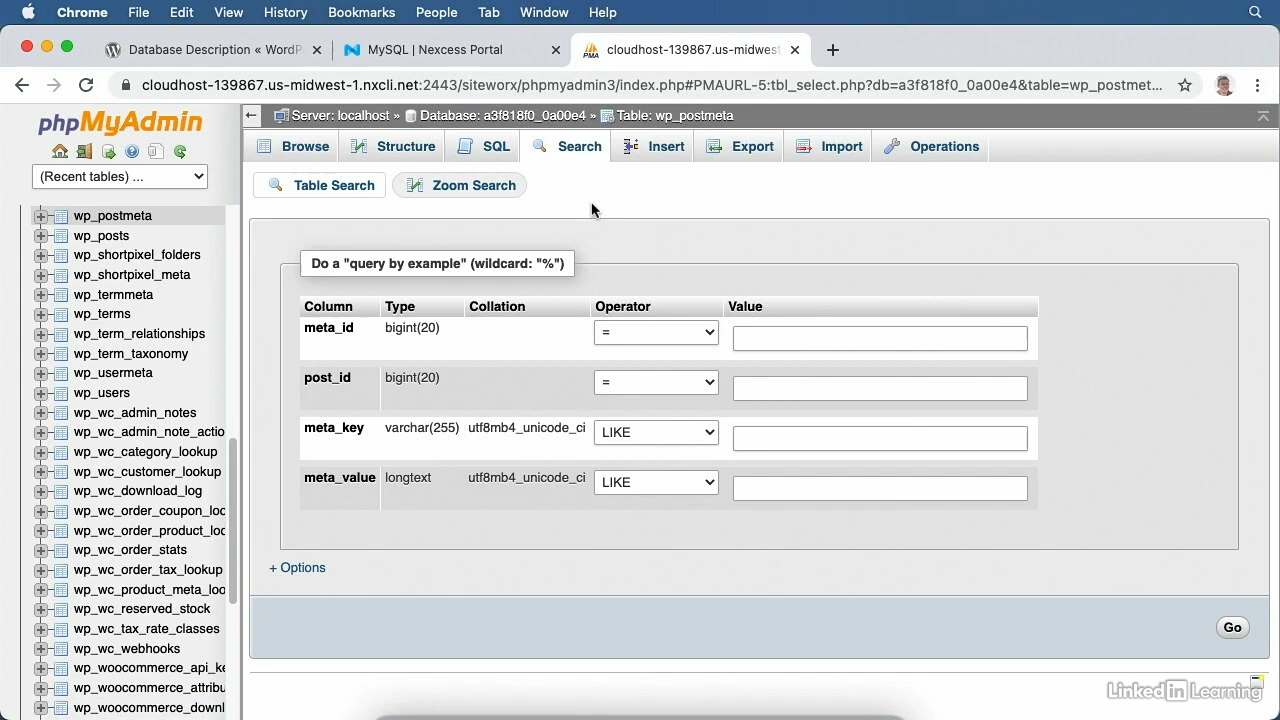 Chrome File Edit View History Bookmarks People Tab Window Help
Database Description « WordP MySQL | Nexcess Portal cloudhost-139867.us-midwest
cloudhost-139867.us-midwest-1.nxcli.net:2443/siteworx/phpmyadmin3/index.php#PMAURL-5:tbl_select.php?db=a3f818f0_0a00e4&table=wp_postmet...
phpMyAdmin
(Recent tables) ...
wp_postmeta
wp_posts
wp_shortpixel_folders
wp_shortpixel_meta
wp_termmeta
wp_terms
wp_term_relationships
wp_term_taxonomy
wp_usermeta
wp_users
wp_wc_admin_notes
wp_wc_admin_note_actio
wp_wc_category_lookup
wp_wc_customer_lookup
wp_wc_download_log
wp_wc_order_coupon_loo
wp_wc_order_product_loo
wp_wc_order_stats
wp_wc_order_tax_lookup
wp_wc_product_meta_loo
wp_wc_reserved_stock
wp_wc_tax_rate_classes
wp_wc_webhooks
wp_woocommerce_api_ke
wp_woocommerce_attribu
wp_woocommerce_downl
Server: localhost » Database: a3f818f0_0a00e4 » Table: wp_postmeta
Browse Structure SQL Search Insert Export Import Operations
Table Search Zoom Search
Do a "query by example" (wildcard: "%")
Column Type Collation Operator Value
meta_id bigint(20) =
post_id bigint(20) =
meta_key varchar(255) utf8mb4_unicode_ci LIKE
meta_value longtext utf8mb4_unicode_ci LIKE
+ Options
Go
LinkedIn Learning